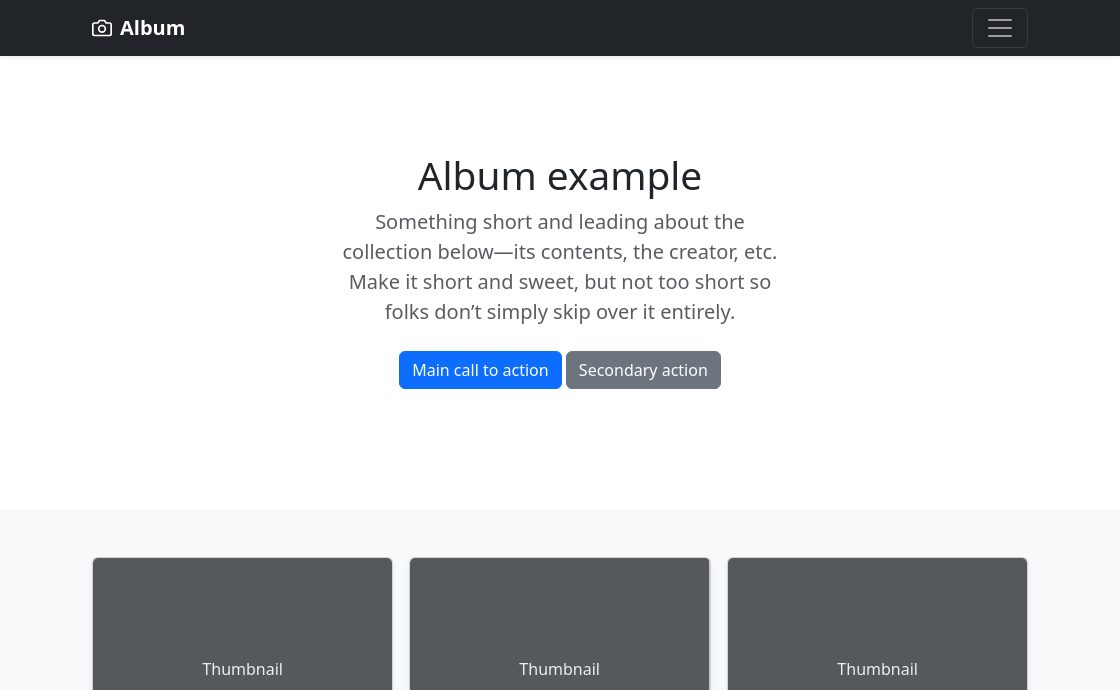 Album
Album example
Something short and leading about the
collection below—its contents, the creator, etc.
Make it short and sweet, but not too short so
folks don’t simply skip over it entirely.
Main call to action
Secondary action
Thumbnail
Thumbnail
Thumbnail